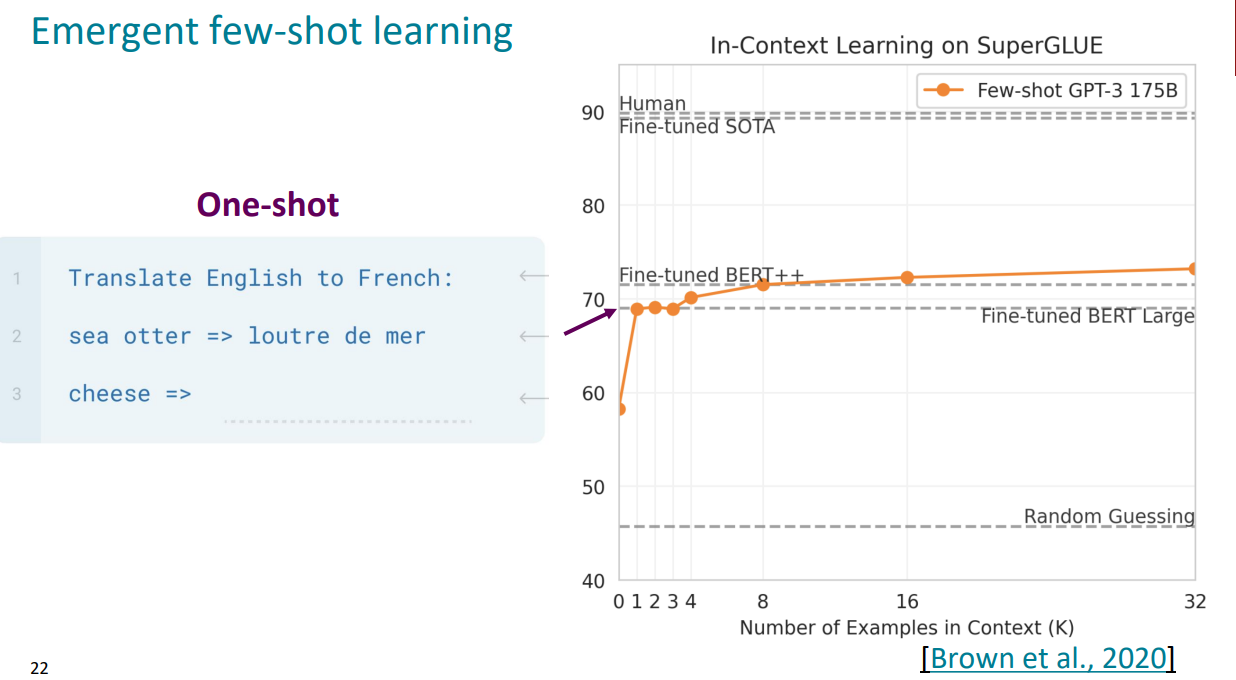 Emergent few-shot learning
One-shot
1 Translate English to French:
2 sea otter => loutre de mer
3 cheese =>
In-Context Learning on SuperGLUE
Few-shot GPT-3 175B
Human
90
Fine-tuned SOTA
80
Fine-tuned BERT++
70
Fine-tuned BERT Large
60
50
Random Guessing
40
0 1 2 3 4 8 16 32
Number of Examples in Context (K)
[Brown et al., 2020]
22